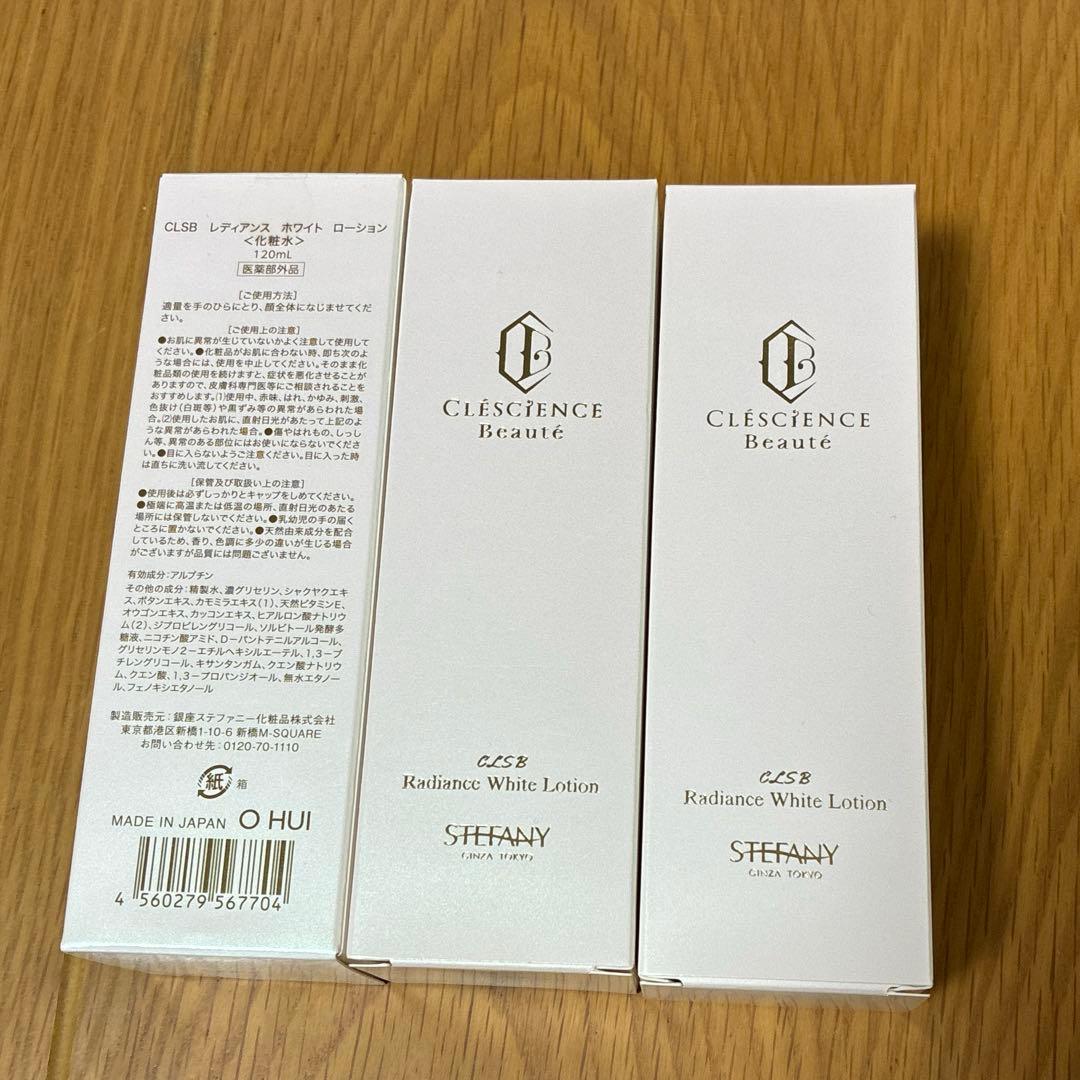 CLSB レディアンス ホワイト ローション
＜化粧水＞
120mL
医薬部外品
[ご使用方法]
適量を手のひらにとり、顔全体になじませてくだ
さい。
[ご使用上の注意]
●お肌に異常が生じていないかよく注意して使用して
ください。●化粧品がお肌に合わない時、即ち次のよ
うな場合には、使用を中止してください。そのまま化
粧品類の使用を続けますと、症状を悪化させることが
ありますので、皮膚科専門医等にご相談されることを
おすすめします。(1)使用中、赤味、はれ、かゆみ、刺激、
色抜け(白斑等)や黒ずみ等の異常があらわれた場
合。(2)使用したお肌に、直射日光があたって上記のよ
うな異常があらわれた場合。●傷やはれもの、しっし
ん等、異常のある部位にはお使いにならないでくださ
い。●目に入らないようご注意ください。目に入った時
は直ちに洗い流してください。
[保管及び取扱い上の注意]
●使用後は必ずしっかりとキャップをしめてください。
●極端に高温または低温の場所、直射日光のあたる
場所には保管しないでください。●乳幼児の手の届く
ところに置かないでください。●天然由来成分を配合
しているため、香り、色調に多少の違いが生じる場合
がございますが品質には問題ございません。
有効成分：アルブチン
その他の成分：精製水、濃グリセリン、シャクヤクエキ
ス、ボタンエキス、カモミラエキス(1)、天然ビタミンE、
オウゴンエキス、カッコンエキス、ヒアルロン酸ナトリウ
ム(2)、ジプロピレングリコール、ソルビトール発酵多
糖液、ニコチン酸アミド、D－パントテニルアルコール、
グリセリンモノ2－エチルヘキシルエーテル、1,3－ブ
チレングリコール、キサンタンガム、クエン酸ナトリウ
ム、クエン酸、1,3－プロパンジオール、無水エタノー
ル、フェノキシエタノール
製造販売元：銀座ステファニー化粧品株式会社
東京都港区新橋1-10-6 新橋M-SQUARE
お問い合わせ先：0120-70-1110
紙 箱
MADE IN JAPAN O HUI
4 560279 567704
CLÉSCIENCE
Beauté
CLSB
Radiance White Lotion
STEFANY
GINZA TOKYO
CLÉSCIENCE
Beauté
CLSB
Radiance White Lotion
STEFANY
GINZA TOKYO